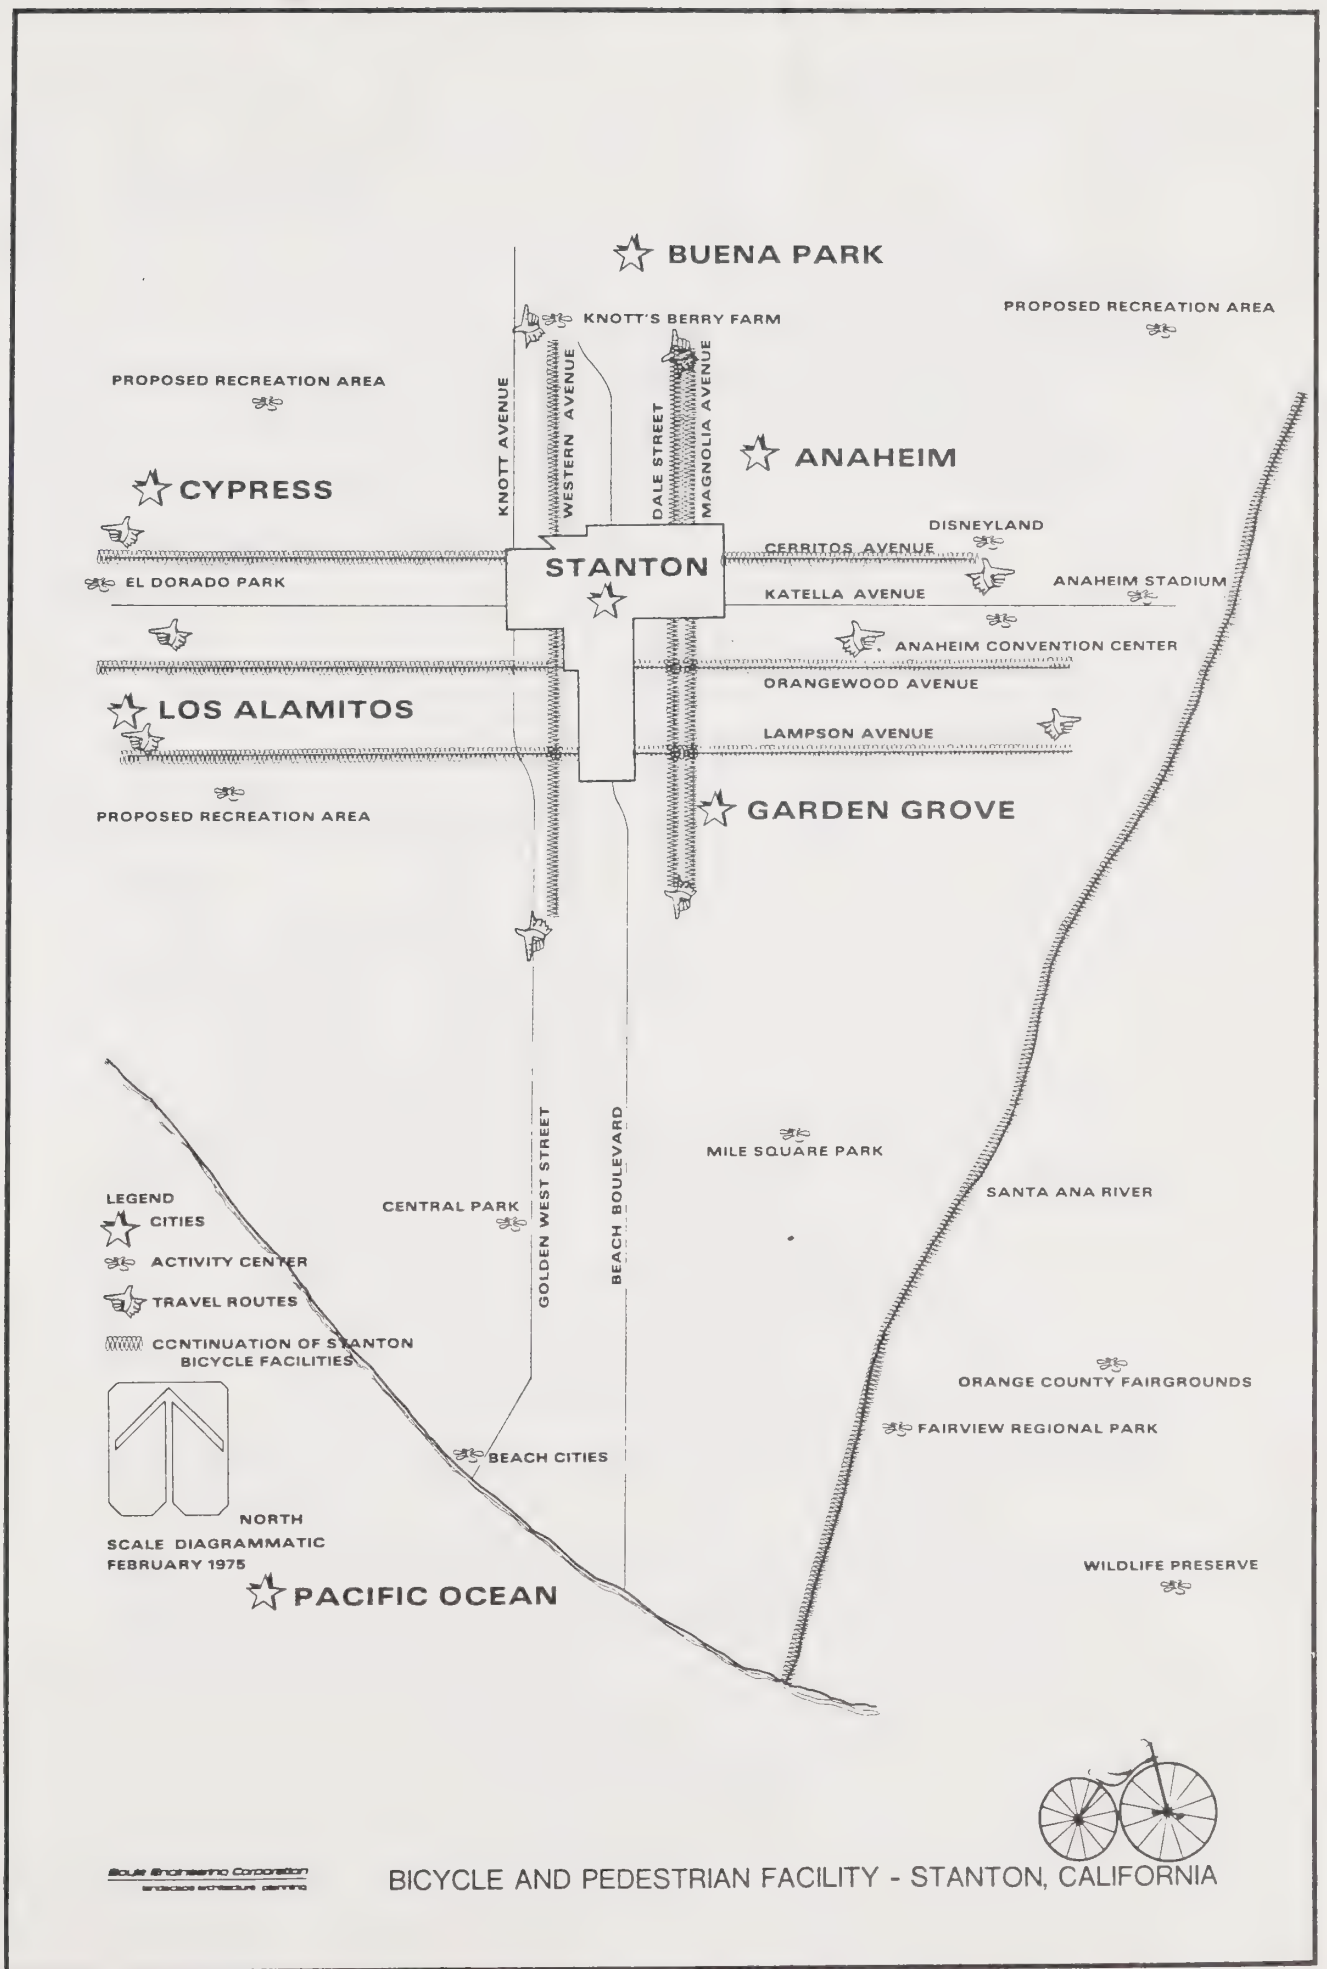 BUENA PARK
KNOTT'S BERRY FARM
PROPOSED RECREATION AREA
PROPOSED RECREATION AREA
KNOTT AVENUE
WESTERN AVENUE
DALE STREET
MAGNOLIA AVENUE
ANAHEIM
CYPRESS
DISNEYLAND
CERRITOS AVENUE
STANTON
EL DORADO PARK
ANAHEIM STADIUM
KATELLA AVENUE
ANAHEIM CONVENTION CENTER
ORANGEWOOD AVENUE
LOS ALAMITOS
LAMPSON AVENUE
PROPOSED RECREATION AREA
GARDEN GROVE
GOLDEN WEST STREET
BEACH BOULEVARD
MILE SQUARE PARK
SANTA ANA RIVER
CENTRAL PARK
LEGEND
CITIES
ACTIVITY CENTER
TRAVEL ROUTES
CONTINUATION OF STANTON
BICYCLE FACILITIES
ORANGE COUNTY FAIRGROUNDS
FAIRVIEW REGIONAL PARK
BEACH CITIES
NORTH
SCALE DIAGRAMMATIC
FEBRUARY 1975
WILDLIFE PRESERVE
PACIFIC OCEAN
Boyle Engineering Corporation
landscape architecture planning
BICYCLE AND PEDESTRIAN FACILITY - STANTON, CALIFORNIA